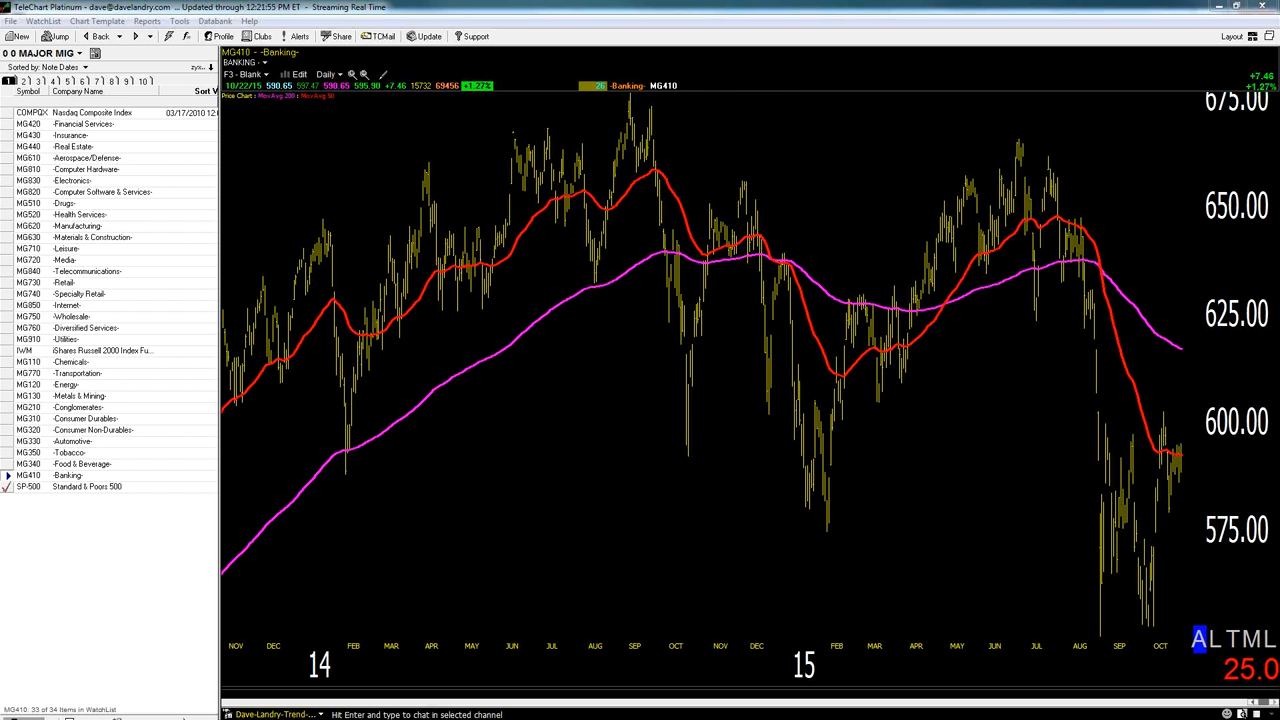 TeleChart Platinum - dave@davelandry.com ... Updated through 12:21:55 PM ET - Streaming Real Time
File WatchList Chart Template Reports Tools Databank Help
New Jump Back Profile Clubs Alerts Share TCMail Update Support Layout
0 0 MAJOR MIG
Sorted by: Note Dates
1 2 3 4 5 6 7 8 9 10
Symbol Company Name Sort V
COMPQX Nasdaq Composite Index 03/17/2010 12:0
MG420 -Financial Services-
MG430 -Insurance-
MG440 -Real Estate-
MG610 -Aerospace/Defense-
MG810 -Computer Hardware-
MG830 -Electronics-
MG820 -Computer Software & Services-
MG510 -Drugs-
MG520 -Health Services-
MG620 -Manufacturing-
MG630 -Materials & Construction-
MG710 -Leisure-
MG720 -Media-
MG840 -Telecommunications-
MG730 -Retail-
MG740 -Specialty Retail-
MG850 -Internet-
MG750 -Wholesale-
MG760 -Diversified Services-
MG910 -Utilities-
IWM iShares Russell 2000 Index Fu...
MG110 -Chemicals-
MG770 -Transportation-
MG120 -Energy-
MG130 -Metals & Mining-
MG210 -Conglomerates-
MG310 -Consumer Durables-
MG320 -Consumer Non-Durables-
MG330 -Automotive-
MG350 -Tobacco-
MG340 -Food & Beverage-
MG410 -Banking-
SP-500 Standard & Poors 500
MG410: 33 of 34 Items in WatchList
MG410 - -Banking-
BANKING -
F3 - Blank Edit Daily
10/22/15 590.65 597.47 590.65 595.90 +7.46 15732 69456 +1.27% 26 -Banking- MG410
+7.46
+1.27%
Price Chart : MovAvg 200 : MovAvg 50
675.00
650.00
625.00
600.00
575.00
ALTML
25.0
NOV DEC FEB MAR APR MAY JUN JUL AUG SEP OCT NOV DEC FEB MAR APR MAY JUN JUL AUG SEP OCT
14 15
Dave-Landry-Trend-... Hit Enter and type to chat in selected channel